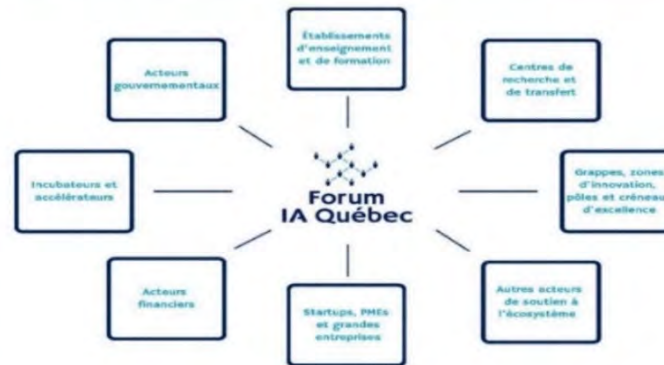 Établissements
d'enseignement
et de formation
Acteurs
gouvernementaux
Centres de
recherche et
de transfert
Incubateurs et
accélérateurs
Forum
IA Québec
Grappes, zones
d'innovation,
pôles et créneaux
d'excellence
Acteurs
financiers
Startups, PMEs
et grandes
entreprises
Autres acteurs
de soutien à
l'écosystème